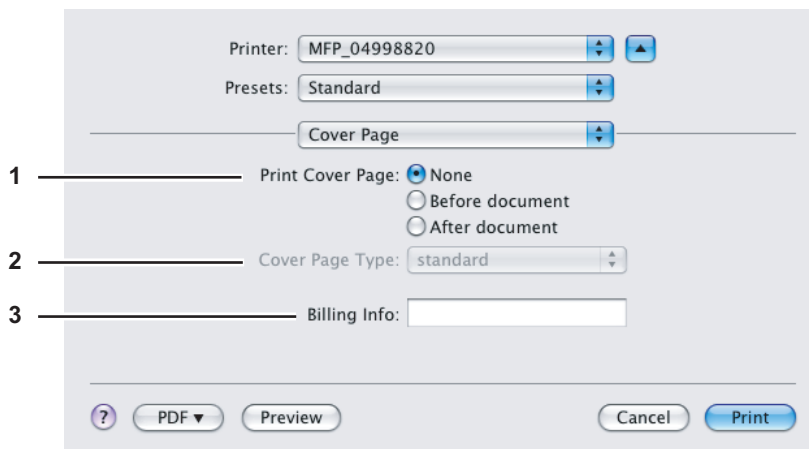 Printer: MFP_04998820
Presets: Standard
Cover Page
1 Print Cover Page: None
Before document
After document
2 Cover Page Type: standard
3 Billing Info:
? PDF ▼ Preview Cancel Print